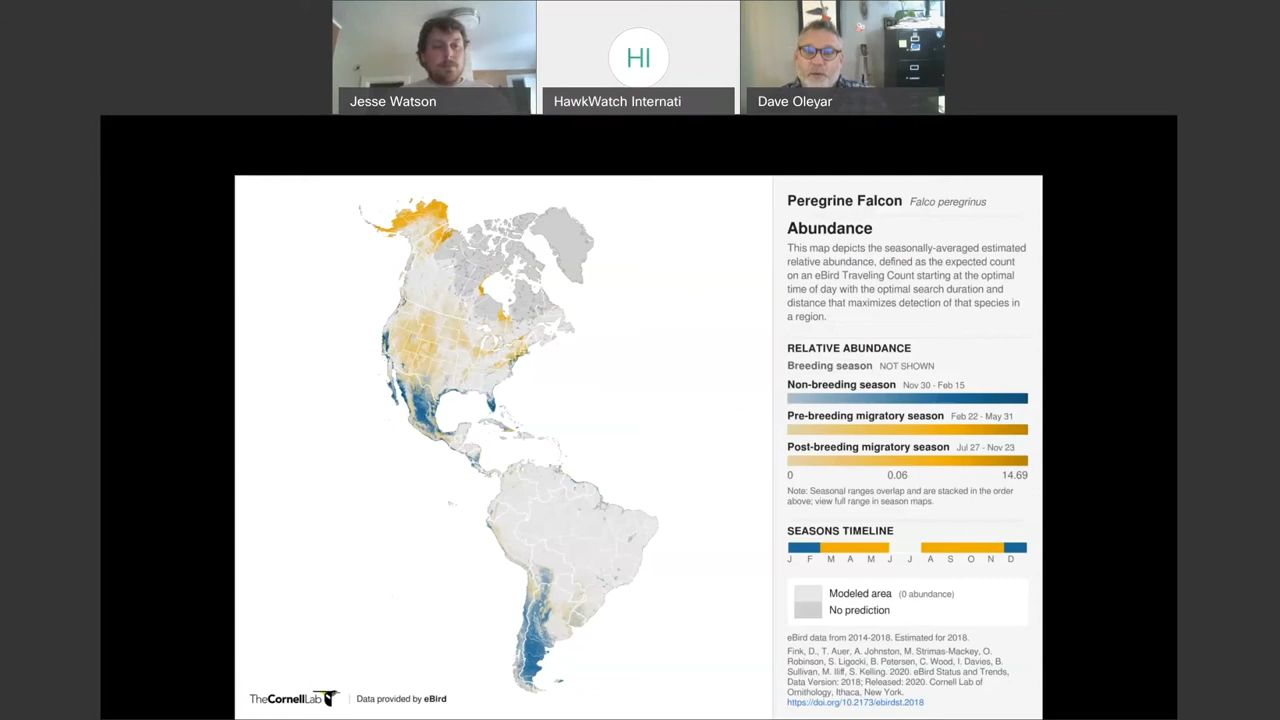 HI
Jesse Watson
HawkWatch Internati
Dave Oleyar
Peregrine Falcon Falco peregrinus
Abundance
This map depicts the seasonally-averaged estimated
relative abundance, defined as the expected count
on an eBird Traveling Count starting at the optimal
time of day with the optimal search duration and
distance that maximizes detection of that species in
a region.
RELATIVE ABUNDANCE
Breeding season NOT SHOWN
Non-breeding season Nov 30 - Feb 15
Pre-breeding migratory season Feb 22 - May 31
Post-breeding migratory season Jul 27 - Nov 23
0 0.06 14.69
Note: Seasonal ranges overlap and are stacked in the order
above; view full range in season maps.
SEASONS TIMELINE
J F M A M J J A S O N D
Modeled area (0 abundance)
No prediction
eBird data from 2014-2018. Estimated for 2018.
Fink, D., T. Auer, A. Johnston, M. Strimas-Mackey, O.
Robinson, S. Ligocki, B. Petersen, C. Wood, I. Davies, B.
Sullivan, M. Iliff, S. Kelling. 2020. eBird Status and Trends,
Data Version: 2018; Released: 2020. Cornell Lab of
Ornithology, Ithaca, New York.
https://doi.org/10.2173/ebirdst.2018
TheCornellLab Data provided by eBird